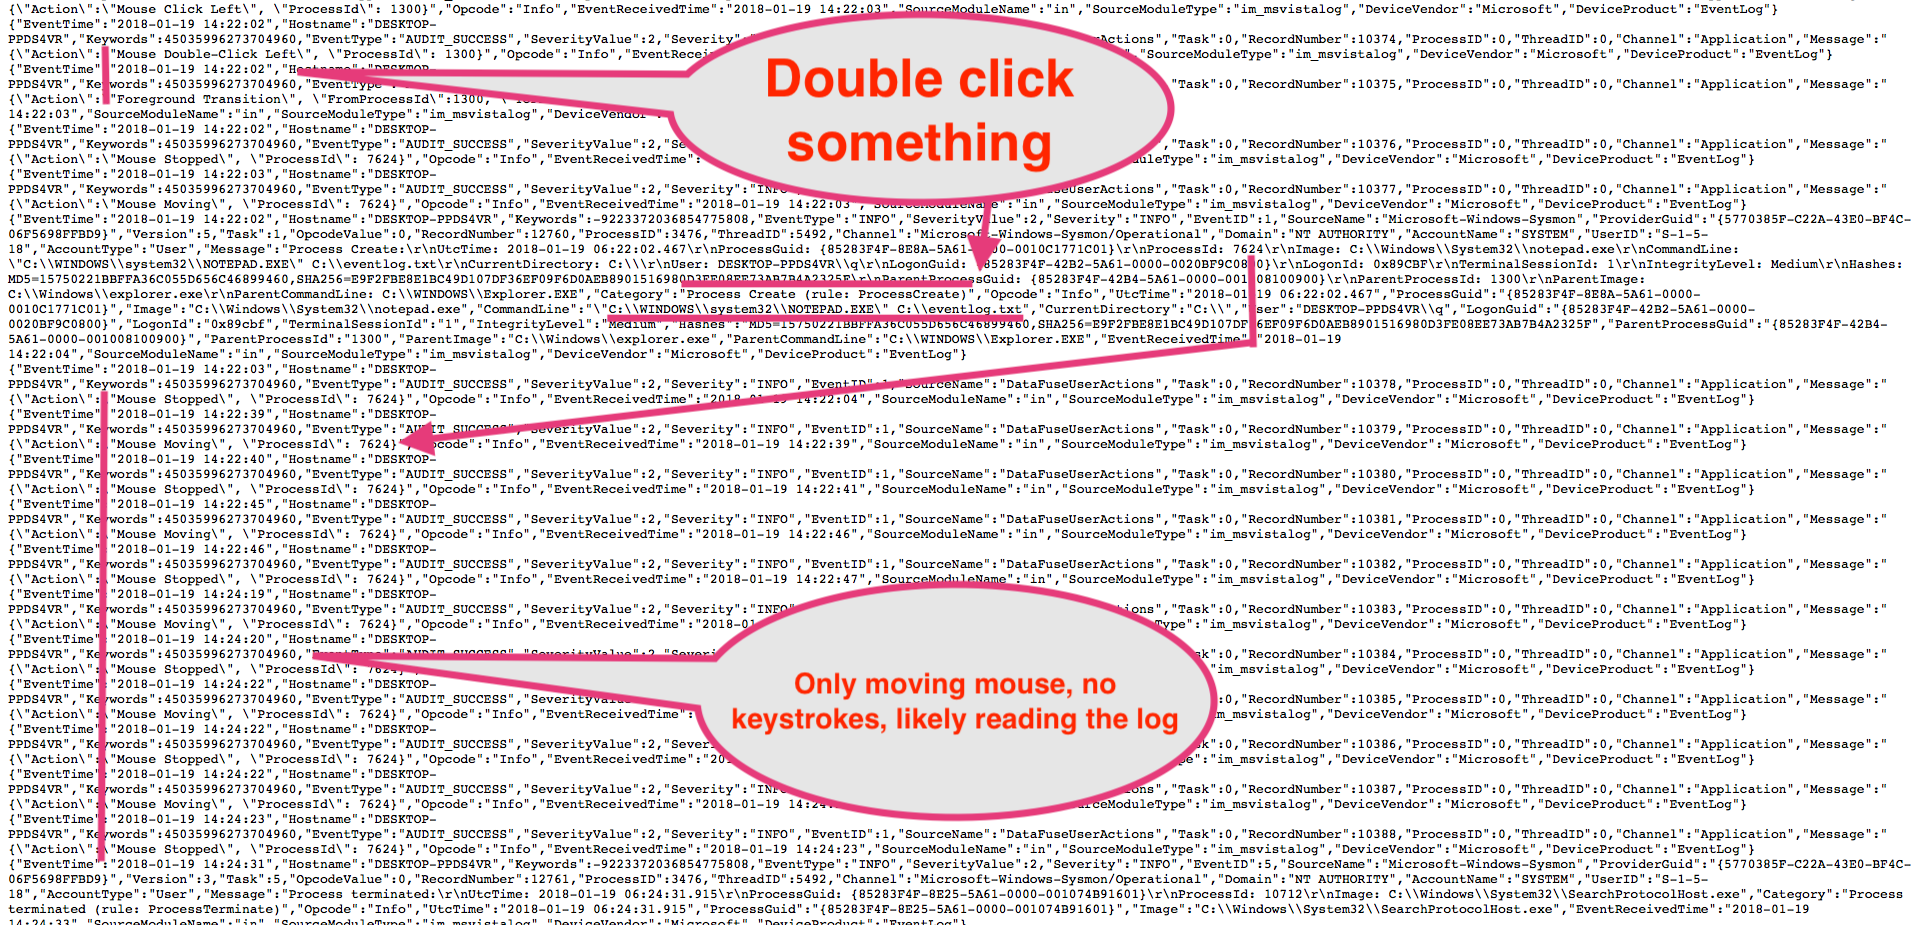 {\"Action\":\"Mouse Click Left\", \"ProcessId\": 1300}","Opcode":"Info","EventReceivedTime":"2018-01-19 14:22:03","SourceModuleName":"in","SourceModuleType":"im_msvistalog","DeviceVendor":"Microsoft","DeviceProduct":"EventLog"}
{"EventTime":"2018-01-19 14:22:02","Hostname":"DESKTOP-
PPDS4VR","Keywords":45035996273704960,"EventType":"AUDIT_SUCCESS","SeverityValue":2,"Severity": "Task":0,"RecordNumber":10374,"ProcessID":0,"ThreadID":0,"Channel":"Application","Message":"
{\"Action\":\"Mouse Double-Click Left\", \"ProcessId\": 1300}","Opcode":"Info", "SourceModuleType":"im_msvistalog","DeviceVendor":"Microsoft","DeviceProduct":"EventLog"}
{"EventTime":"2018-01-19 14:22:02",
PPDS4VR","Keywords":45035996273704960, "Task":0,"RecordNumber":10375,"ProcessID":0,"ThreadID":0,"Channel":"Application","Message":"
{\"Action\":\"Foreground Transition\", \"FromProcessId\":1300,
14:22:03","SourceModuleName":"in","SourceModuleType":"im_msvistalog",
{"EventTime":"2018-01-19 14:22:02","Hostname":"DESKTOP-
PPDS4VR","Keywords":45035996273704960,"EventType":"AUDIT_SUCCESS","SeverityValue":2, "Task":0,"RecordNumber":10376,"ProcessID":0,"ThreadID":0,"Channel":"Application","Message":"
{\"Action\":\"Mouse Stopped\", \"ProcessId\": 7624}","Opcode":"Info","EventReceivedTime": "im_msvistalog","DeviceVendor":"Microsoft","DeviceProduct":"EventLog"}
Double click
something
{"EventTime":"2018-01-19 14:22:03","Hostname":"DESKTOP-
PPDS4VR","Keywords":45035996273704960,"EventType":"AUDIT_SUCCESS","SeverityValue":2,"Severity":"INFO" "Task":0,"RecordNumber":10377,"ProcessID":0,"ThreadID":0,"Channel":"Application","Message":"
{\"Action\":\"Mouse Moving\", \"ProcessId\": 7624}","Opcode":"Info","EventReceivedTime":"2018-01-19 14:22:03","SourceModuleName":"in","SourceModuleType":"im_msvistalog","DeviceVendor":"Microsoft","DeviceProduct":"EventLog"}
{"EventTime":"2018-01-19 14:22:02","Hostname":"DESKTOP-PPDS4VR","Keywords":-9223372036854775808,"EventType":"INFO","SeverityValue":2,"Severity":"INFO","EventID":1,"SourceName":"Microsoft-Windows-Sysmon","ProviderGuid":"{5770385F-C22A-43E0-BF4C-
06F5698FFBD9}","Version":5,"Task":1,"OpcodeValue":0,"RecordNumber":12760,"ProcessID":3476,"ThreadID":5492,"Channel":"Microsoft-Windows-Sysmon/Operational","Domain":"NT AUTHORITY","AccountName":"SYSTEM","UserID":"S-1-5-
18","AccountType":"User","Message":"Process Create:\r\nUtcTime: 2018-01-19 06:22:02.467\r\nProcessGuid: {85283F4F-8E8A-5A61-0000-0010C1771C01}\r\nProcessId: 7624\r\nImage: C:\\Windows\\System32\\notepad.exe\r\nCommandLine:
\"C:\\WINDOWS\\system32\\NOTEPAD.EXE\" C:\\eventlog.txt\r\nCurrentDirectory: C:\\\r\nUser: DESKTOP-PPDS4VR\\q\r\nLogonGuid: {85283F4F-42B2-5A61-0000-0020BF9C0800}\r\nLogonId: 0x89CBF\r\nTerminalSessionId: 1\r\nIntegrityLevel: Medium\r\nHashes:
MD5=15750221BBFFA36C055D656C46899460,SHA256=E9F2FBE8E1BC49D107DF36EF09F6D0AEB8901516980D3FE08EE73AB7B4A2325F\r\nParentProcessGuid: {85283F4F-42B4-5A61-0000-001008100900}\r\nParentProcessId: 1300\r\nParentImage:
C:\\Windows\\explorer.exe\r\nParentCommandLine: C:\\WINDOWS\\Explorer.EXE","Category":"Process Create (rule: ProcessCreate)","Opcode":"Info","UtcTime":"2018-01-19 06:22:02.467","ProcessGuid":"{85283F4F-8E8A-5A61-0000-
0010C1771C01}","Image":"C:\\Windows\\System32\\notepad.exe","CommandLine":"\"C:\\WINDOWS\\system32\\NOTEPAD.EXE\" C:\\eventlog.txt","CurrentDirectory":"C:\\","User":"DESKTOP-PPDS4VR\\q","LogonGuid":"{85283F4F-42B2-5A61-0000-
0020BF9C0800}","LogonId":"0x89cbf","TerminalSessionId":"1","IntegrityLevel":"Medium","Hashes":"MD5=15750221BBFFA36C055D656C46899460,SHA256=E9F2FBE8E1BC49D107DF36EF09F6D0AEB8901516980D3FE08EE73AB7B4A2325F","ParentProcessGuid":"{85283F4F-42B4-
5A61-0000-001008100900}","ParentProcessId":"1300","ParentImage":"C:\\Windows\\explorer.exe","ParentCommandLine":"C:\\WINDOWS\\Explorer.EXE","EventReceivedTime":"2018-01-19
14:22:04","SourceModuleName":"in","SourceModuleType":"im_msvistalog","DeviceVendor":"Microsoft","DeviceProduct":"EventLog"}
{"EventTime":"2018-01-19 14:22:03","Hostname":"DESKTOP-
PPDS4VR","Keywords":45035996273704960,"EventType":"AUDIT_SUCCESS","SeverityValue":2,"Severity":"INFO","EventID":1,"SourceName":"DataFuseUserActions","Task":0,"RecordNumber":10378,"ProcessID":0,"ThreadID":0,"Channel":"Application","Message":"
{\"Action\":\"Mouse Stopped\", \"ProcessId\": 7624}","Opcode":"Info","EventReceivedTime":"2018-01-19 14:22:04","SourceModuleName":"in","SourceModuleType":"im_msvistalog","DeviceVendor":"Microsoft","DeviceProduct":"EventLog"}
{"EventTime":"2018-01-19 14:22:39","Hostname":"DESKTOP-
PPDS4VR","Keywords":45035996273704960,"EventType":"AUDIT_SUCCESS","SeverityValue":2,"Severity":"INFO","EventID":1,"SourceName":"DataFuseUserActions","Task":0,"RecordNumber":10379,"ProcessID":0,"ThreadID":0,"Channel":"Application","Message":"
{\"Action\":\"Mouse Moving\", \"ProcessId\": 7624}","Opcode":"Info","EventReceivedTime":"2018-01-19 14:22:39","SourceModuleName":"in","SourceModuleType":"im_msvistalog","DeviceVendor":"Microsoft","DeviceProduct":"EventLog"}
{"EventTime":"2018-01-19 14:22:40","Hostname":"DESKTOP-
PPDS4VR","Keywords":45035996273704960,"EventType":"AUDIT_SUCCESS","SeverityValue":2,"Severity":"INFO","EventID":1,"SourceName":"DataFuseUserActions","Task":0,"RecordNumber":10380,"ProcessID":0,"ThreadID":0,"Channel":"Application","Message":"
{\"Action\":\"Mouse Stopped\", \"ProcessId\": 7624}","Opcode":"Info","EventReceivedTime":"2018-01-19 14:22:41","SourceModuleName":"in","SourceModuleType":"im_msvistalog","DeviceVendor":"Microsoft","DeviceProduct":"EventLog"}
{"EventTime":"2018-01-19 14:22:45","Hostname":"DESKTOP-
PPDS4VR","Keywords":45035996273704960,"EventType":"AUDIT_SUCCESS","SeverityValue":2,"Severity":"INFO","EventID":1,"SourceName":"DataFuseUserActions","Task":0,"RecordNumber":10381,"ProcessID":0,"ThreadID":0,"Channel":"Application","Message":"
{\"Action\":\"Mouse Moving\", \"ProcessId\": 7624}","Opcode":"Info","EventReceivedTime":"2018-01-19 14:22:46","SourceModuleName":"in","SourceModuleType":"im_msvistalog","DeviceVendor":"Microsoft","DeviceProduct":"EventLog"}
{"EventTime":"2018-01-19 14:22:46","Hostname":"DESKTOP-
PPDS4VR","Keywords":45035996273704960,"EventType":"AUDIT_SUCCESS","SeverityValue":2,"Severity":"INFO","EventID":1,"SourceName":"DataFuseUserActions","Task":0,"RecordNumber":10382,"ProcessID":0,"ThreadID":0,"Channel":"Application","Message":"
{\"Action\":\"Mouse Stopped\", \"ProcessId\": 7624}","Opcode":"Info","EventReceivedTime":"2018-01-19 14:22:47","SourceModuleName":"in","SourceModuleType":"im_msvistalog","DeviceVendor":"Microsoft","DeviceProduct":"EventLog"}
{"EventTime":"2018-01-19 14:24:19","Hostname":"DESKTOP-
PPDS4VR","Keywords":45035996273704960,"EventType":"AUDIT_SUCCESS","SeverityValue":2,"Severity":"INFO" "Task":0,"RecordNumber":10383,"ProcessID":0,"ThreadID":0,"Channel":"Application","Message":"
{\"Action\":\"Mouse Moving\", \"ProcessId\": 7624}","Opcode":"Info","EventReceivedTime": "im_msvistalog","DeviceVendor":"Microsoft","DeviceProduct":"EventLog"}
{"EventTime":"2018-01-19 14:24:20","Hostname":"DESKTOP-
PPDS4VR","Keywords":45035996273704960,"EventType":"AUDIT_SUCCESS","SeverityValue":2, "RecordNumber":10384,"ProcessID":0,"ThreadID":0,"Channel":"Application","Message":"
{\"Action\":\"Mouse Stopped\", \"ProcessId\": 7624} "im_msvistalog","DeviceVendor":"Microsoft","DeviceProduct":"EventLog"}
Only moving mouse, no
keystrokes, likely reading the log
{"EventTime":"2018-01-19 14:24:22","Hostname":"DESKTOP-
PPDS4VR","Keywords":45035996273704960,"EventType":"AUDIT_SUCCESS","SeverityValue":2, "RecordNumber":10385,"ProcessID":0,"ThreadID":0,"Channel":"Application","Message":"
{\"Action\":\"Mouse Moving\", \"ProcessId\": 7624}","Opcode":"Info","EventReceivedTime": "im_msvistalog","DeviceVendor":"Microsoft","DeviceProduct":"EventLog"}
{"EventTime":"2018-01-19 14:24:22","Hostname":"DESKTOP-
PPDS4VR","Keywords":45035996273704960,"EventType":"AUDIT_SUCCESS","SeverityValue":2, "RecordNumber":10386,"ProcessID":0,"ThreadID":0,"Channel":"Application","Message":"
{\"Action\":\"Mouse Stopped\", \"ProcessId\": 7624}","Opcode":"Info","EventReceivedTime": "im_msvistalog","DeviceVendor":"Microsoft","DeviceProduct":"EventLog"}
{"EventTime":"2018-01-19 14:24:22","Hostname":"DESKTOP-
PPDS4VR","Keywords":45035996273704960,"EventType":"AUDIT_SUCCESS","SeverityValue":2,"Severity":"INFO" "Task":0,"RecordNumber":10387,"ProcessID":0,"ThreadID":0,"Channel":"Application","Message":"
{\"Action\":\"Mouse Moving\", \"ProcessId\": 7624}","Opcode":"Info","EventReceivedTime":"2018-01-19 "im_msvistalog","DeviceVendor":"Microsoft","DeviceProduct":"EventLog"}
{"EventTime":"2018-01-19 14:24:23","Hostname":"DESKTOP-
PPDS4VR","Keywords":45035996273704960,"EventType":"AUDIT_SUCCESS","SeverityValue":2,"Severity":"INFO","EventID":1,"SourceName":"DataFuseUserActions","Task":0,"RecordNumber":10388,"ProcessID":0,"ThreadID":0,"Channel":"Application","Message":"
{\"Action\":\"Mouse Stopped\", \"ProcessId\": 7624}","Opcode":"Info","EventReceivedTime":"2018-01-19 14:24:23","SourceModuleName":"in","SourceModuleType":"im_msvistalog","DeviceVendor":"Microsoft","DeviceProduct":"EventLog"}
{"EventTime":"2018-01-19 14:24:31","Hostname":"DESKTOP-PPDS4VR","Keywords":-9223372036854775808,"EventType":"INFO","SeverityValue":2,"Severity":"INFO","EventID":5,"SourceName":"Microsoft-Windows-Sysmon","ProviderGuid":"{5770385F-C22A-43E0-BF4C-
06F5698FFBD9}","Version":3,"Task":5,"OpcodeValue":0,"RecordNumber":12761,"ProcessID":3476,"ThreadID":5492,"Channel":"Microsoft-Windows-Sysmon/Operational","Domain":"NT AUTHORITY","AccountName":"SYSTEM","UserID":"S-1-5-
18","AccountType":"User","Message":"Process terminated:\r\nUtcTime: 2018-01-19 06:24:31.915\r\nProcessGuid: {85283F4F-8E25-5A61-0000-001074B91601}\r\nProcessId: 10712\r\nImage: C:\\Windows\\System32\\SearchProtocolHost.exe","Category":"Process
terminated (rule: ProcessTerminate)","Opcode":"Info","UtcTime":"2018-01-19 06:24:31.915","ProcessGuid":"{85283F4F-8E25-5A61-0000-001074B91601}","Image":"C:\\Windows\\System32\\SearchProtocolHost.exe","EventReceivedTime":"2018-01-19
14:24:33","SourceModuleName":"in","SourceModuleType":"im_msvistalog","DeviceVendor":"Microsoft","DeviceProduct":"EventLog"}